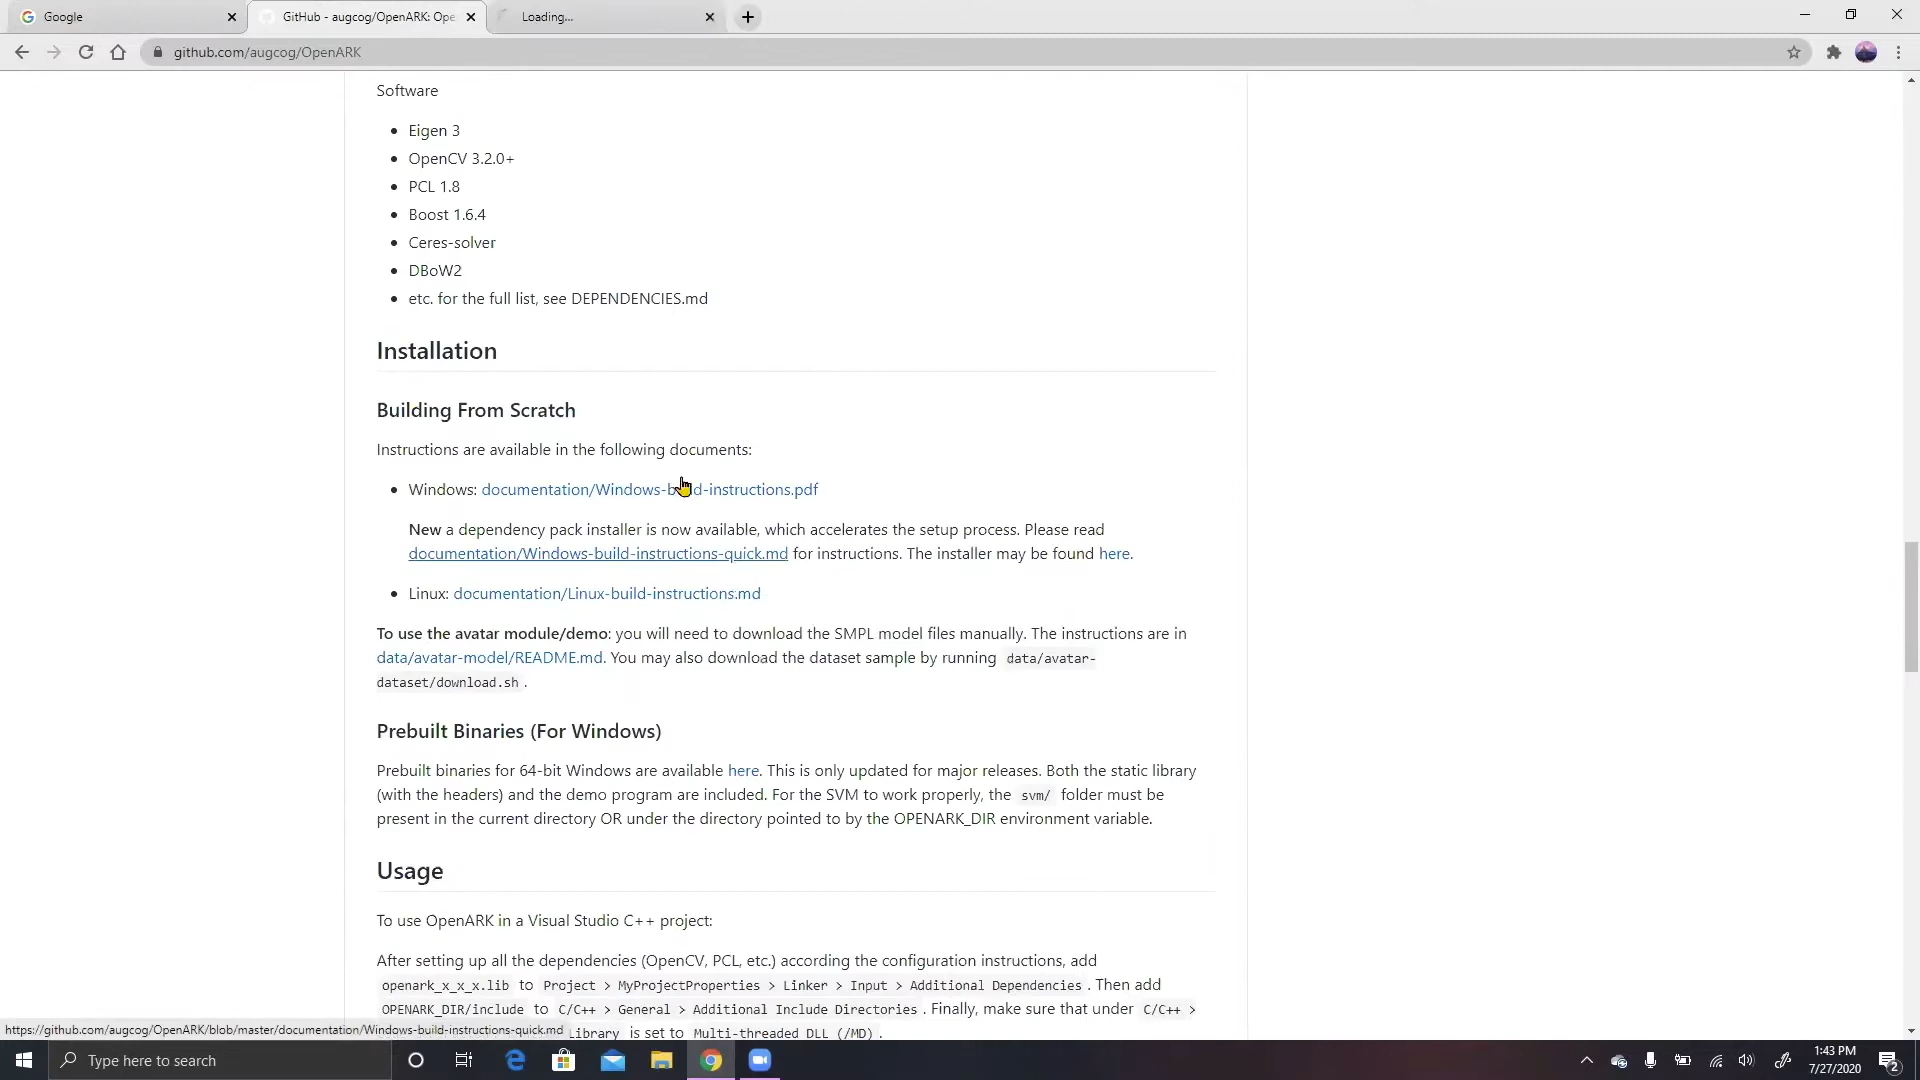 Google
GitHub - augcog/OpenARK: Ope
Loading...
github.com/augcog/OpenARK
Software
Eigen 3
OpenCV 3.2.0+
PCL 1.8
Boost 1.6.4
Ceres-solver
DBoW2
etc. for the full list, see DEPENDENCIES.md
Installation
Building From Scratch
Instructions are available in the following documents:
Windows: documentation/Windows-build-instructions.pdf
New a dependency pack installer is now available, which accelerates the setup process. Please read
documentation/Windows-build-instructions-quick.md for instructions. The installer may be found here.
Linux: documentation/Linux-build-instructions.md
To use the avatar module/demo: you will need to download the SMPL model files manually. The instructions are in
data/avatar-model/README.md. You may also download the dataset sample by running data/avatar-
dataset/download.sh .
Prebuilt Binaries (For Windows)
Prebuilt binaries for 64-bit Windows are available here. This is only updated for major releases. Both the static library
(with the headers) and the demo program are included. For the SVM to work properly, the svm/ folder must be
present in the current directory OR under the directory pointed to by the OPENARK_DIR environment variable.
Usage
To use OpenARK in a Visual Studio C++ project:
After setting up all the dependencies (OpenCV, PCL, etc.) according the configuration instructions, add
openark_x_x_x.lib to Project > MyProjectProperties > Linker > Input > Additional Dependencies . Then add
OPENARK_DIR/include to C/C++ > General > Additional Include Directories . Finally, make sure that under C/C++ >
Library is set to Multi-threaded DLL (/MD) .
https://github.com/augcog/OpenARK/blob/master/documentation/Windows-build-instructions-quick.md
Type here to search
1:43 PM
7/27/2020
2